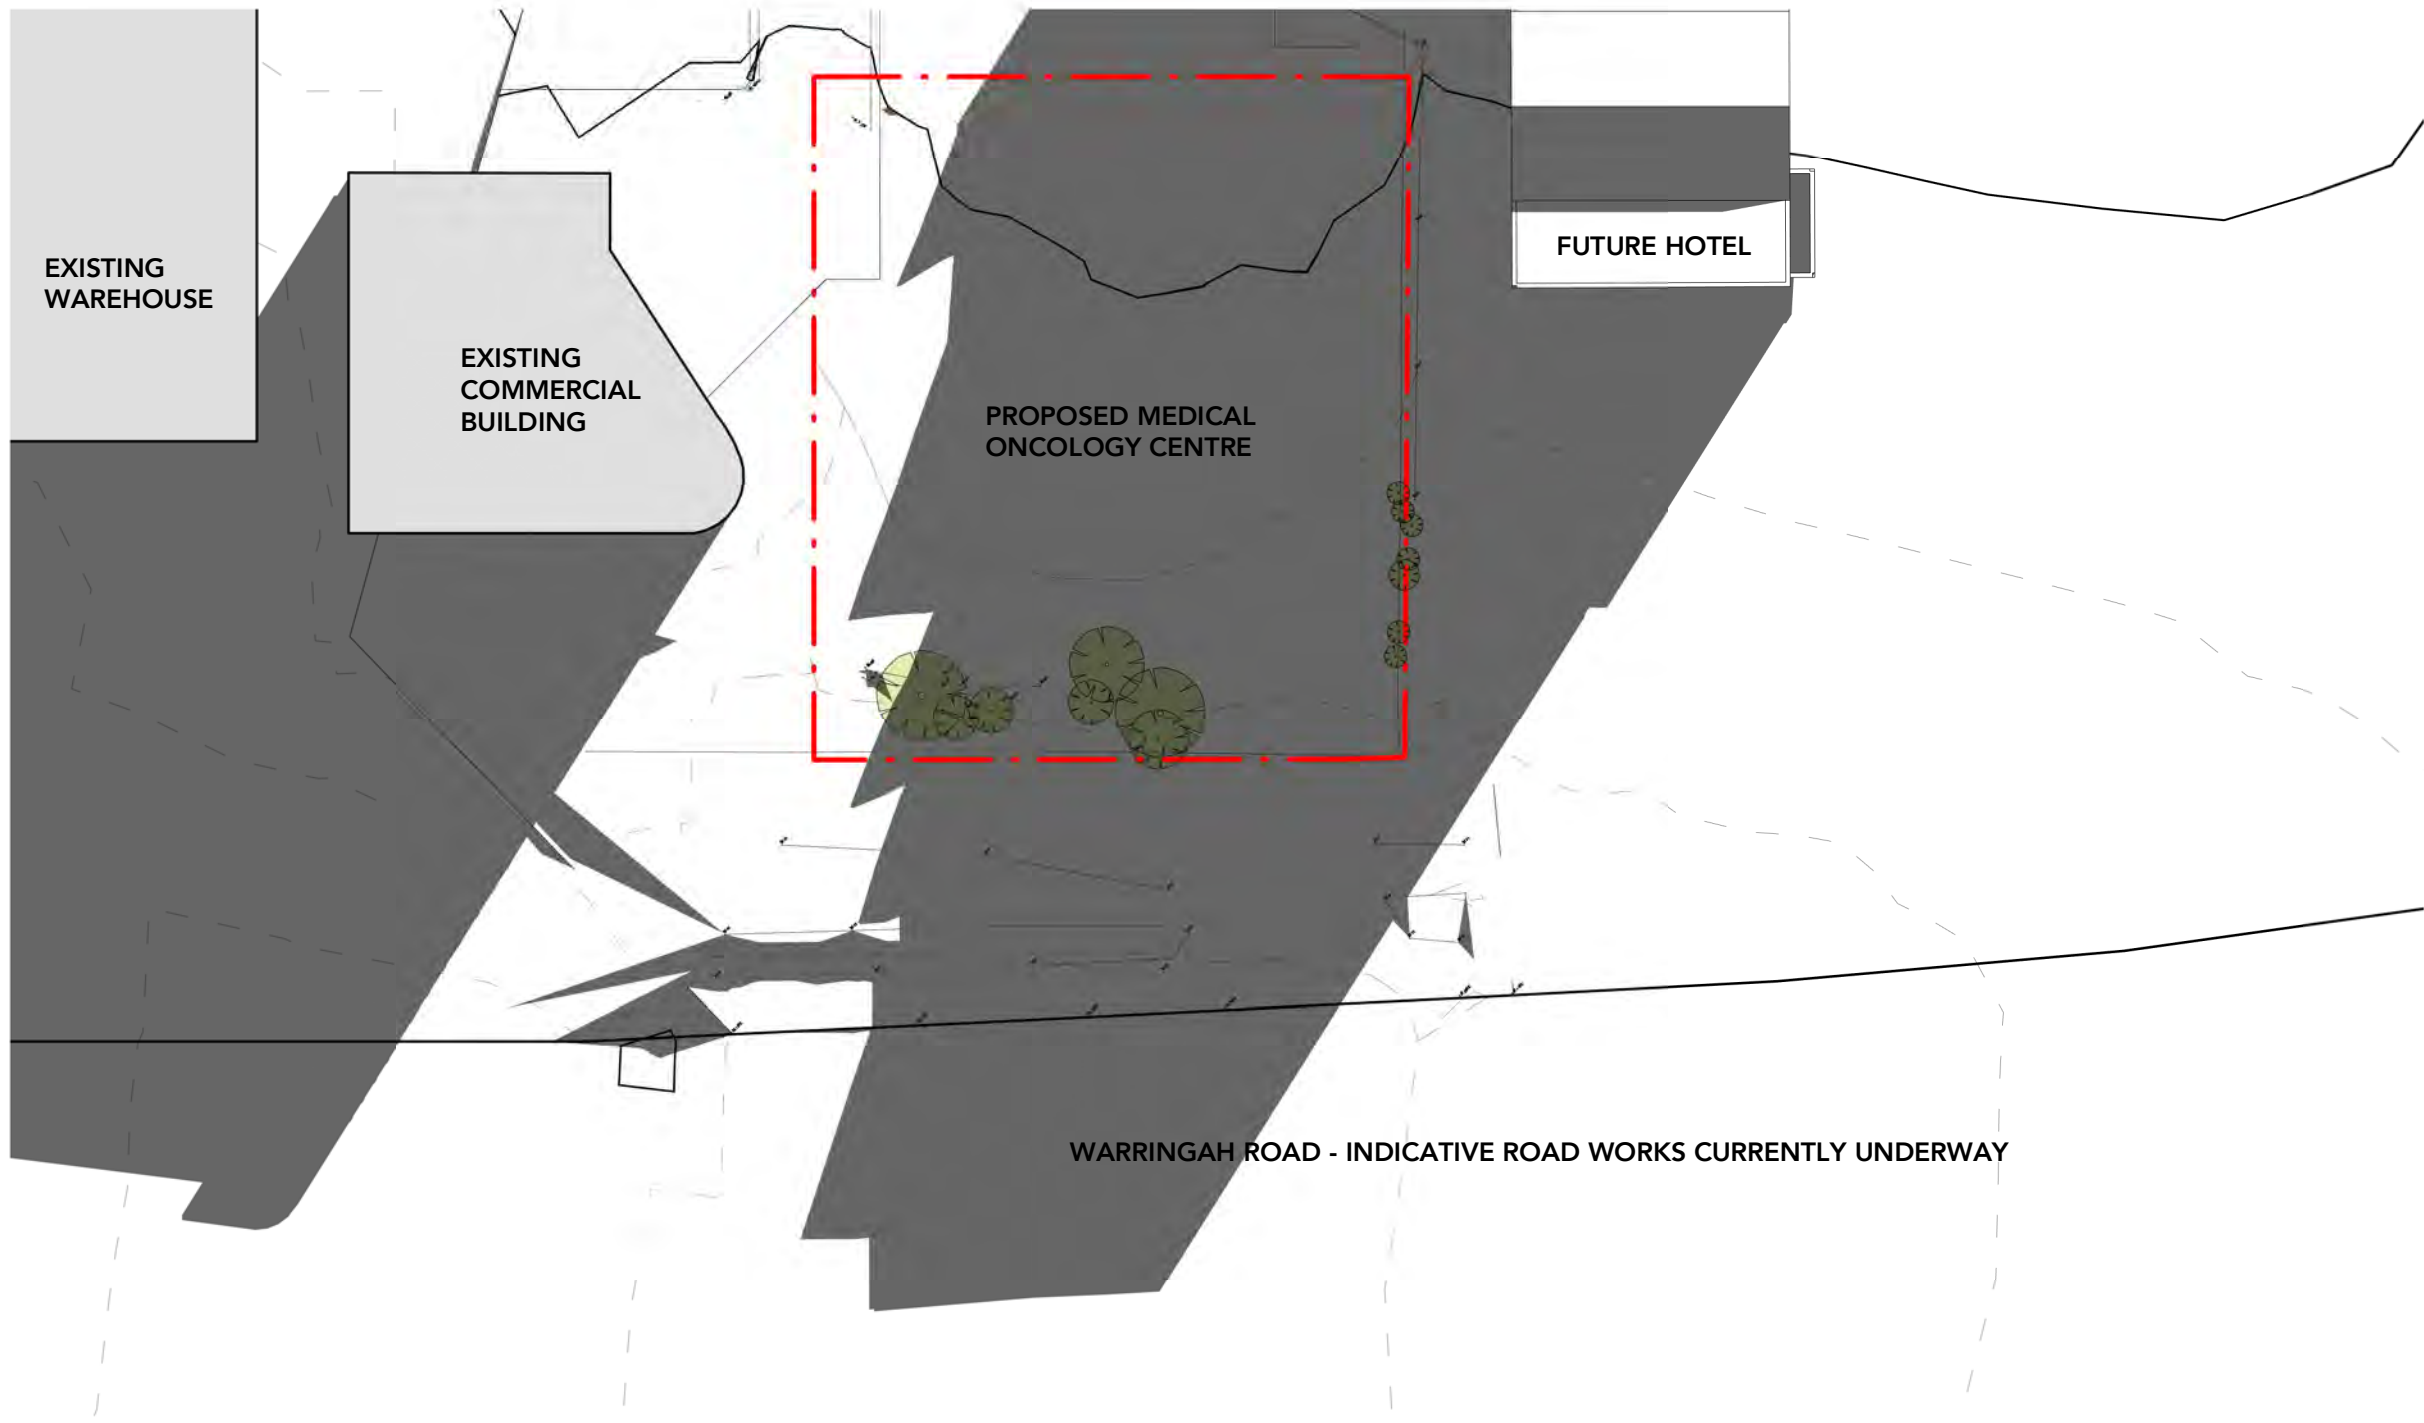 EXISTING
WAREHOUSE
EXISTING
COMMERCIAL
BUILDING
PROPOSED MEDICAL
ONCOLOGY CENTRE
FUTURE HOTEL
WARRINGAH ROAD - INDICATIVE ROAD WORKS CURRENTLY UNDERWAY